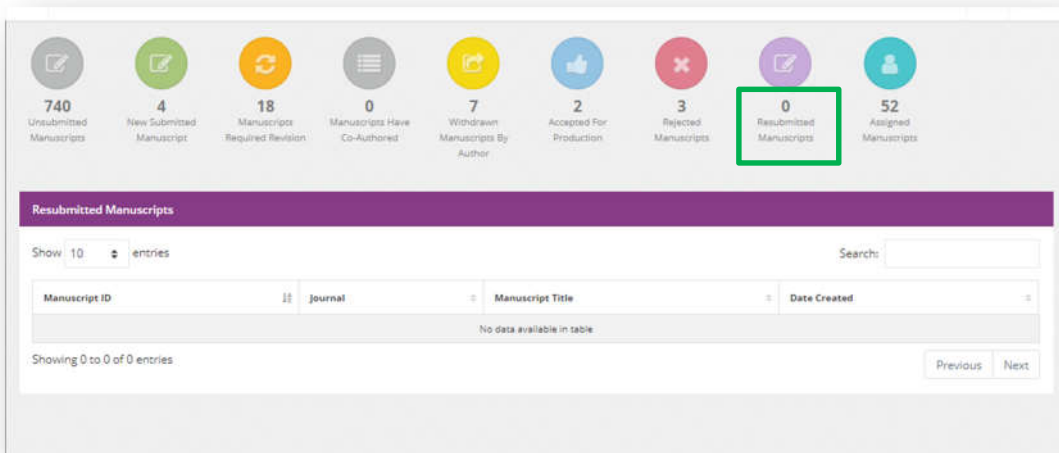 740
Unsubmitted
Manuscripts
4
New Submitted
Manuscript
18
Manuscripts
Required Revision
0
Manuscripts Have
Co-Authored
7
Withdrawn
Manuscripts By
Author
2
Accepted For
Production
3
Rejected
Manuscripts
0
Resubmitted
Manuscripts
52
Assigned
Manuscripts
Resubmitted Manuscripts
Show 10 entries Search:
Manuscript ID Journal Manuscript Title Date Created
No data available in table
Showing 0 to 0 of 0 entries Previous Next